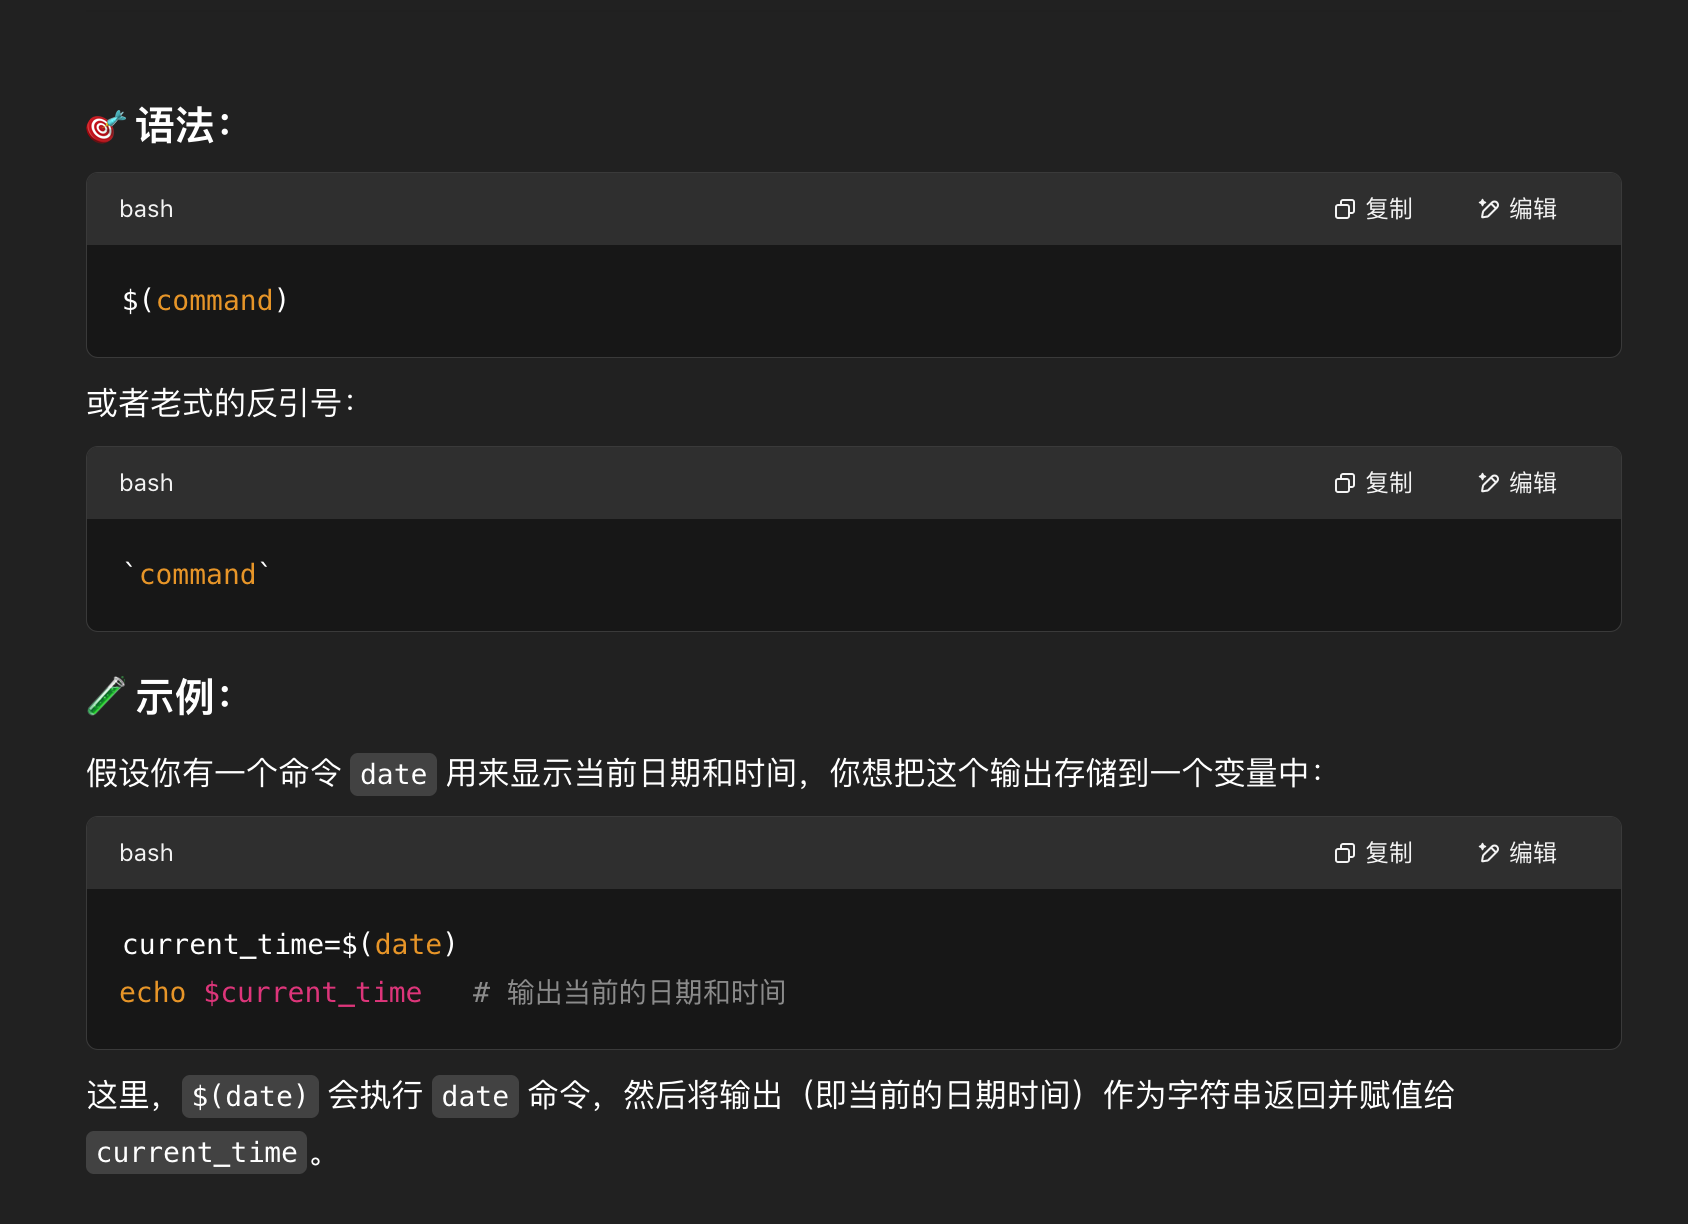 🎯 语法：
bash 复制 编辑
$(command)
或者老式的反引号：
bash 复制 编辑
`command`
🧪 示例：
假设你有一个命令 date 用来显示当前日期和时间，你想把这个输出存储到一个变量中：
bash 复制 编辑
current_time=$(date)
echo $current_time   # 输出当前的日期和时间
这里，$(date) 会执行 date 命令，然后将输出（即当前的日期时间）作为字符串返回并赋值给
current_time。